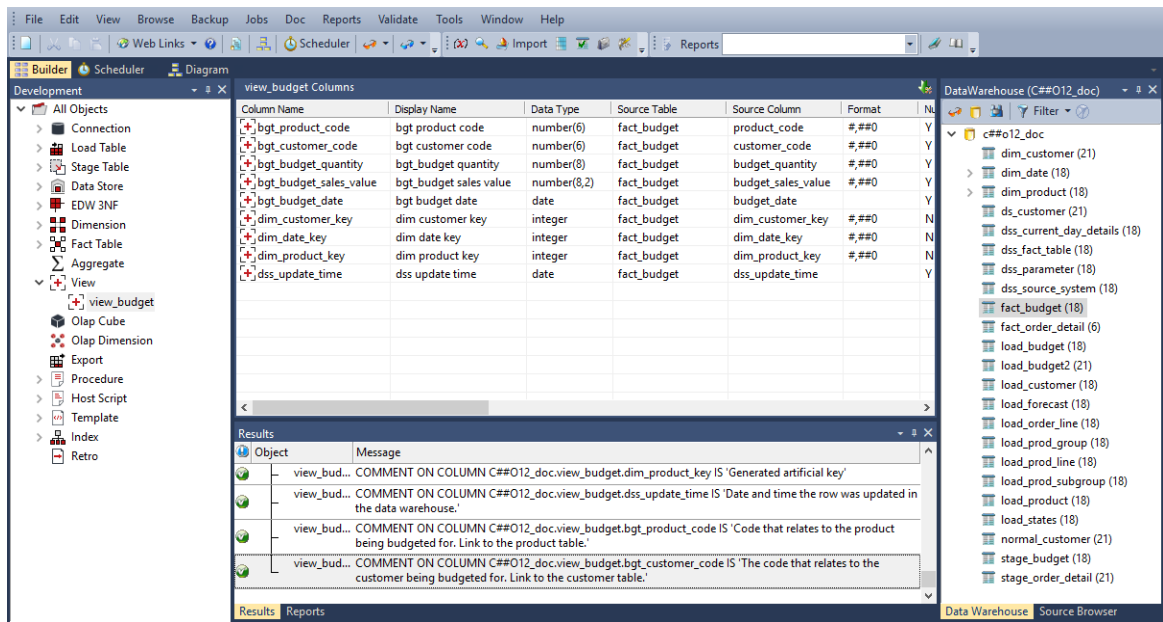 File Edit View Browse Backup Jobs Doc Reports Validate Tools Window Help
Web Links Scheduler (x) Import Reports
Builder Scheduler Diagram
Development
All Objects
Connection
Load Table
Stage Table
Data Store
EDW 3NF
Dimension
Fact Table
Aggregate
View
view_budget
Olap Cube
Olap Dimension
Export
Procedure
Host Script
Template
Index
Retro
view_budget Columns
Column Name Display Name Data Type Source Table Source Column Format Nu
bgt_product_code bgt product code number(6) fact_budget product_code #,##0 Y
bgt_customer_code bgt customer code number(6) fact_budget customer_code #,##0 Y
bgt_budget_quantity bgt_budget quantity number(8) fact_budget budget_quantity #,##0 Y
bgt_budget_sales_value bgt_budget sales value number(8,2) fact_budget budget_sales_value #,##0 Y
bgt_budget_date bgt budget date date fact_budget budget_date Y
dim_customer_key dim customer key integer fact_budget dim_customer_key #,##0 N
dim_date_key dim date key integer fact_budget dim_date_key #,##0 N
dim_product_key dim product key integer fact_budget dim_product_key #,##0 N
dss_update_time dss update time date fact_budget dss_update_time Y
Results
Object Message
view_bud... COMMENT ON COLUMN C##O12_doc.view_budget.dim_product_key IS 'Generated artificial key'
view_bud... COMMENT ON COLUMN C##O12_doc.view_budget.dss_update_time IS 'Date and time the row was updated in
the data warehouse.'
view_bud... COMMENT ON COLUMN C##O12_doc.view_budget.bgt_product_code IS 'Code that relates to the product
being budgeted for. Link to the product table.'
view_bud... COMMENT ON COLUMN C##O12_doc.view_budget.bgt_customer_code IS 'The code that relates to the
customer being budgeted for. Link to the customer table.'
Results Reports
DataWarehouse (C##O12_doc)
Filter
c##o12_doc
dim_customer (21)
dim_date (18)
dim_product (18)
ds_customer (21)
dss_current_day_details (18)
dss_fact_table (18)
dss_parameter (18)
dss_source_system (18)
fact_budget (18)
fact_order_detail (6)
load_budget (18)
load_budget2 (21)
load_customer (18)
load_forecast (18)
load_order_line (18)
load_prod_group (18)
load_prod_line (18)
load_prod_subgroup (18)
load_product (18)
load_states (18)
normal_customer (21)
stage_budget (18)
stage_order_detail (21)
Data Warehouse Source Browser